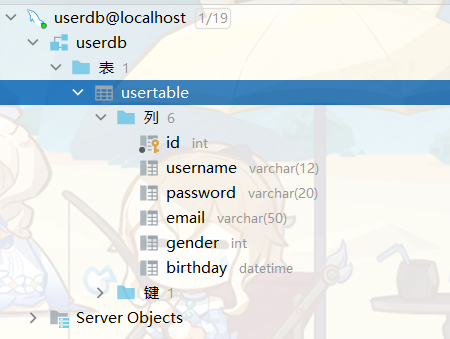 userdb@localhost 1/19
userdb
表 1
usertable
列 6
id int
username varchar(12)
password varchar(20)
email varchar(50)
gender int
birthday datetime
键 1
Server Objects